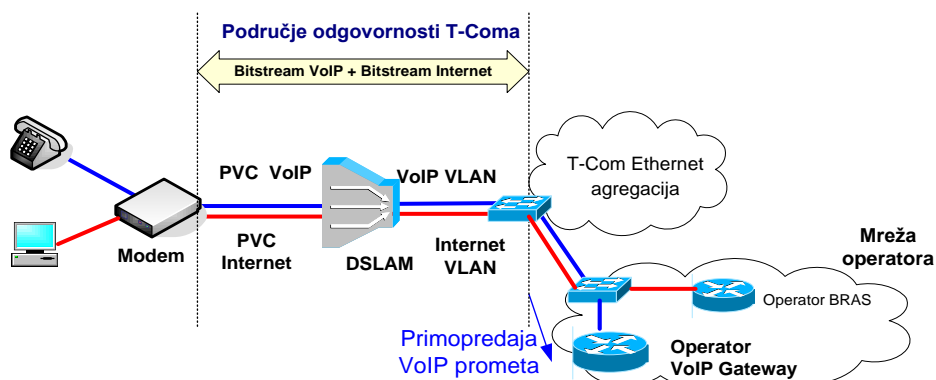 Područje odgovornosti T-Coma
Bitstream VoIP + Bitstream Internet
T-Com Ethernet
agregacija
PVC VoIP
VoIP VLAN
Modem
PVC
Internet
DSLAM
Internet
VLAN
Mreža
operatora
Operator BRAS
Primopredaja
VoIP prometa
Operator
VoIP Gateway